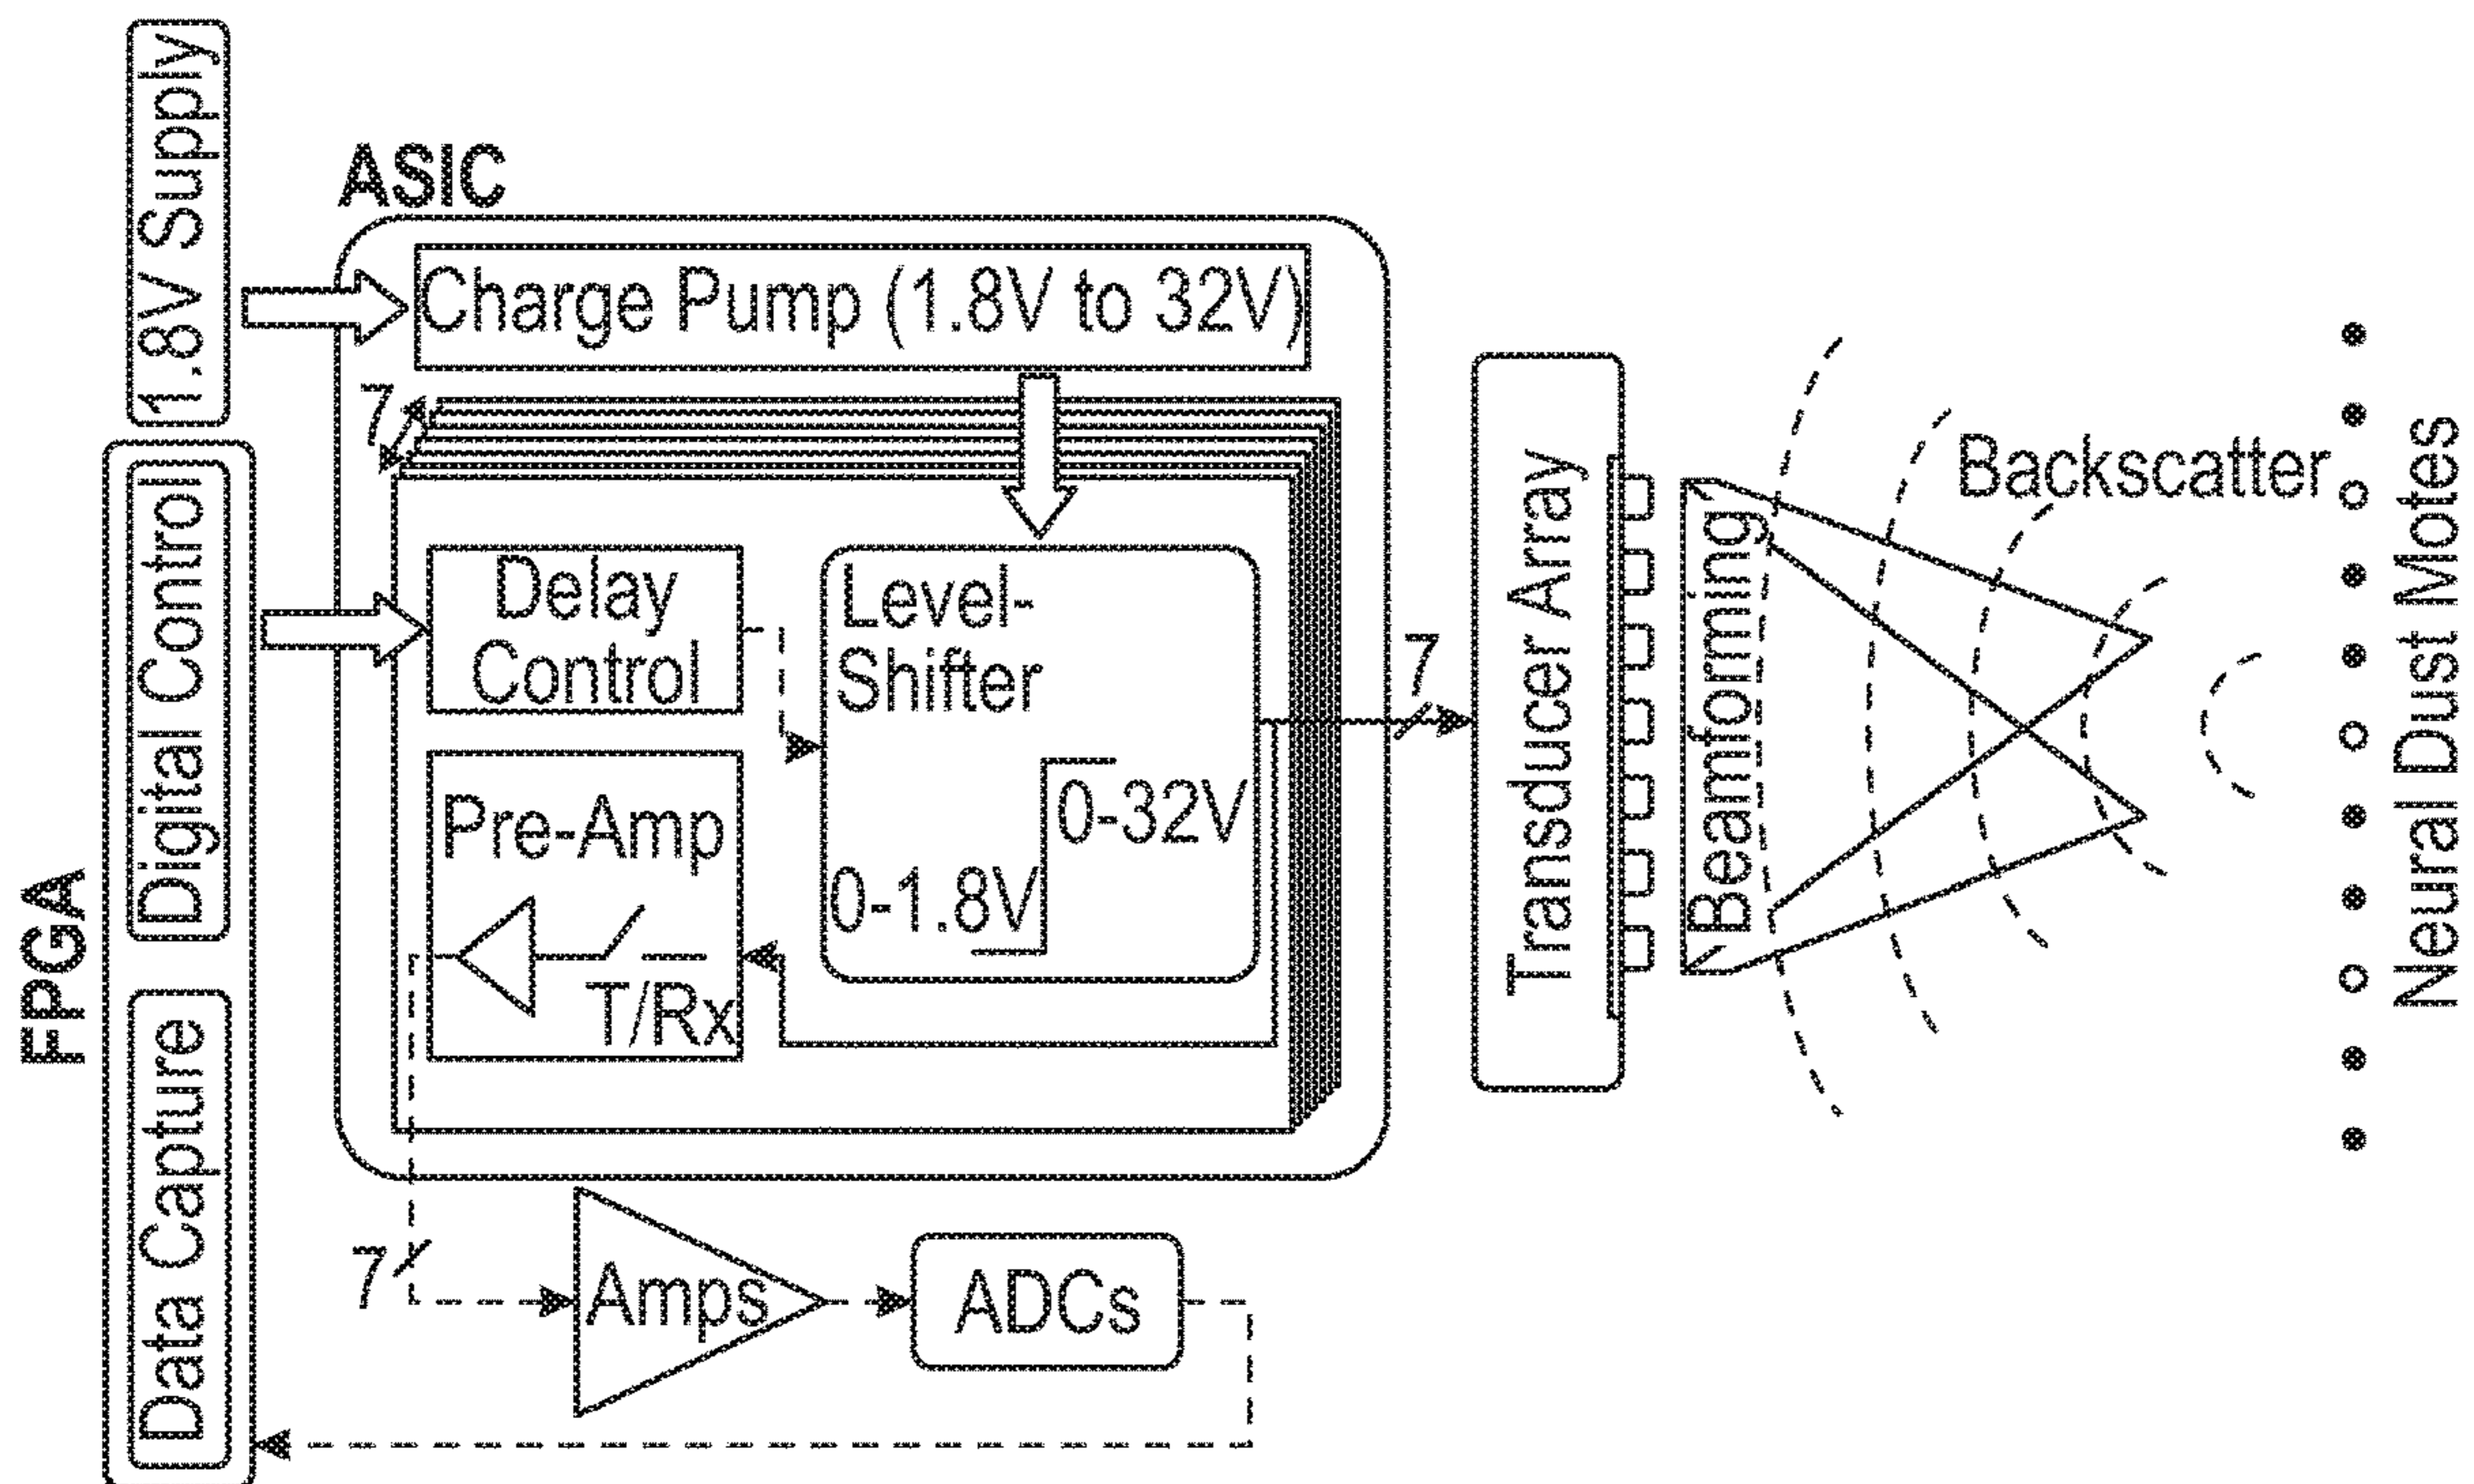 1.8V Supply
ASIC
Charge Pump (1.8V to 32V)
7
FPGA
Digital Control
Data Capture
Delay
Control
Level-
Shifter
0-32V
0-1.8V
Pre-Amp
T/Rx
7
7
Amps
ADCs
Transducer Array
Beamforming
Backscatter
Neural Dust Motes